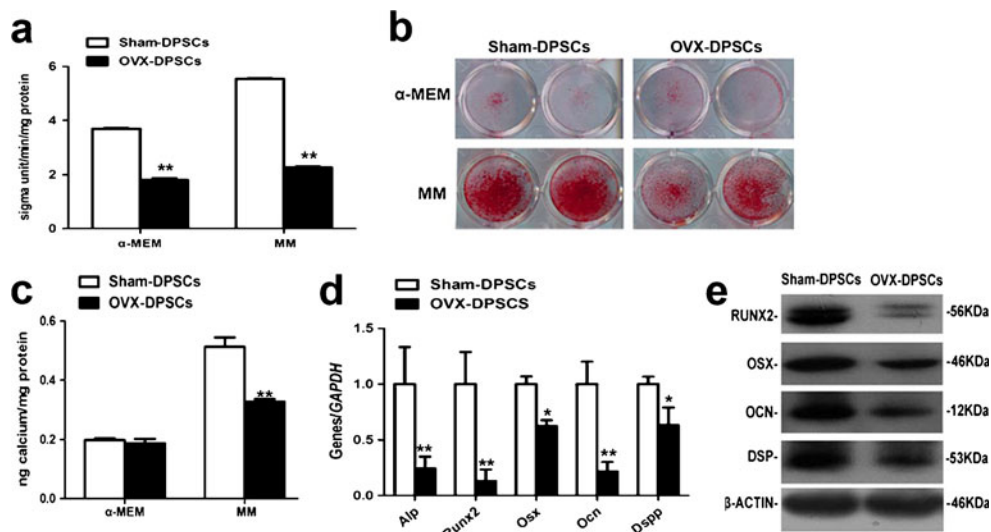 a
Sham-DPSCs
OVX-DPSCs
sigma unit/min/mg protein
6
4
2
0
**
**
α-MEM
MM
b
Sham-DPSCs
OVX-DPSCs
α-MEM
MM
c
Sham-DPSCs
OVX-DPSCs
ng calcium/mg protein
0.6
0.4
0.2
0.0
**
α-MEM
MM
d
Sham-DPSCs
OVX-DPSCS
Genes/GAPDH
1.5
1.0
0.5
0.0
**
**
*
**
*
Alp
Runx2
Osx
Ocn
Dspp
e
Sham-DPSCs OVX-DPSCs
RUNX2- -56KDa
OSX- -46KDa
OCN- -12KDa
DSP- -53KDa
β-ACTIN- -46KDa